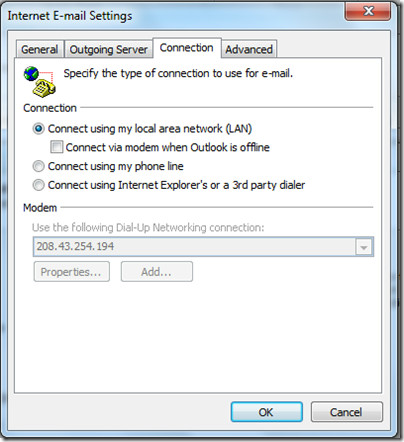 Internet E-mail Settings
General
Outgoing Server
Connection
Advanced
Specify the type of connection to use for e-mail.
Connection
Connect using my local area network (LAN)
Connect via modem when Outlook is offline
Connect using my phone line
Connect using Internet Explorer's or a 3rd party dialer
Modem
Use the following Dial-Up Networking connection:
208.43.254.194
Properties...
Add...
OK
Cancel